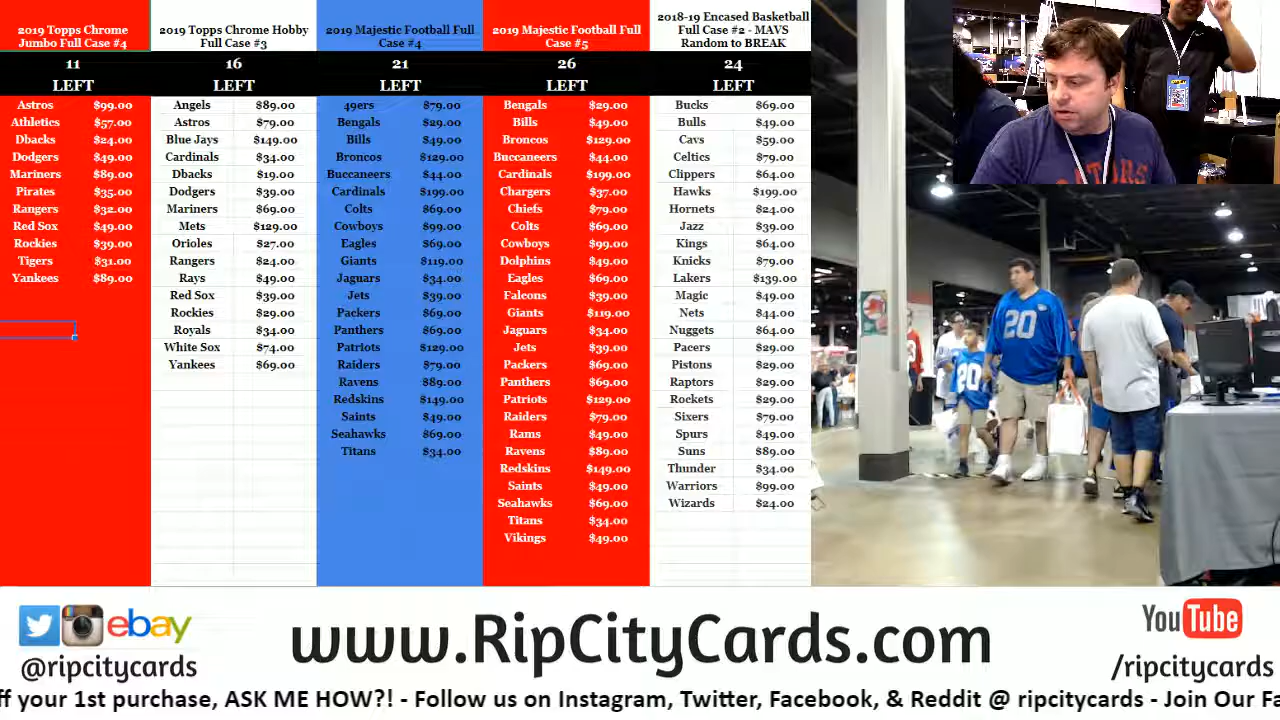 2019 Topps Chrome
Jumbo Full Case #4
11
LEFT
Astros $99.00
Athletics $57.00
Dbacks $24.00
Dodgers $49.00
Mariners $89.00
Pirates $35.00
Rangers $32.00
Red Sox $49.00
Rockies $39.00
Tigers $31.00
Yankees $89.00
2019 Topps Chrome Hobby
Full Case #3
16
LEFT
Angels $89.00
Astros $79.00
Blue Jays $149.00
Cardinals $34.00
Dbacks $19.00
Dodgers $39.00
Mariners $69.00
Mets $129.00
Orioles $27.00
Rangers $24.00
Rays $49.00
Red Sox $39.00
Rockies $29.00
Royals $34.00
White Sox $74.00
Yankees $69.00
2019 Majestic Football Full
Case #4
21
LEFT
49ers $79.00
Bengals $29.00
Bills $49.00
Broncos $129.00
Buccaneers $44.00
Cardinals $199.00
Colts $69.00
Cowboys $99.00
Eagles $69.00
Giants $119.00
Jaguars $34.00
Jets $39.00
Packers $69.00
Panthers $69.00
Patriots $129.00
Raiders $79.00
Ravens $89.00
Redskins $149.00
Saints $49.00
Seahawks $69.00
Titans $34.00
2019 Majestic Football Full
Case #5
26
LEFT
Bengals $29.00
Bills $49.00
Broncos $129.00
Buccaneers $44.00
Cardinals $199.00
Chargers $37.00
Chiefs $79.00
Colts $69.00
Cowboys $99.00
Dolphins $49.00
Eagles $69.00
Falcons $39.00
Giants $119.00
Jaguars $34.00
Jets $39.00
Packers $69.00
Panthers $69.00
Patriots $129.00
Raiders $79.00
Rams $49.00
Ravens $89.00
Redskins $149.00
Saints $49.00
Seahawks $69.00
Titans $34.00
Vikings $49.00
2018-19 Encased Basketball
Full Case #2 - MAVS
Random to BREAK
24
LEFT
Bucks $69.00
Bulls $49.00
Cavs $59.00
Celtics $79.00
Clippers $64.00
Hawks $199.00
Hornets $24.00
Jazz $39.00
Kings $64.00
Knicks $79.00
Lakers $139.00
Magic $49.00
Nets $44.00
Nuggets $64.00
Pacers $29.00
Pistons $29.00
Raptors $29.00
Rockets $29.00
Sixers $79.00
Spurs $49.00
Suns $89.00
Thunder $34.00
Warriors $99.00
Wizards $24.00
20
20
ebay
@ripcitycards
www.RipCityCards.com
YouTube
/ripcitycards
ff your 1st purchase, ASK ME HOW?! - Follow us on Instagram, Twitter, Facebook, & Reddit @ ripcitycards - Join Our Fa